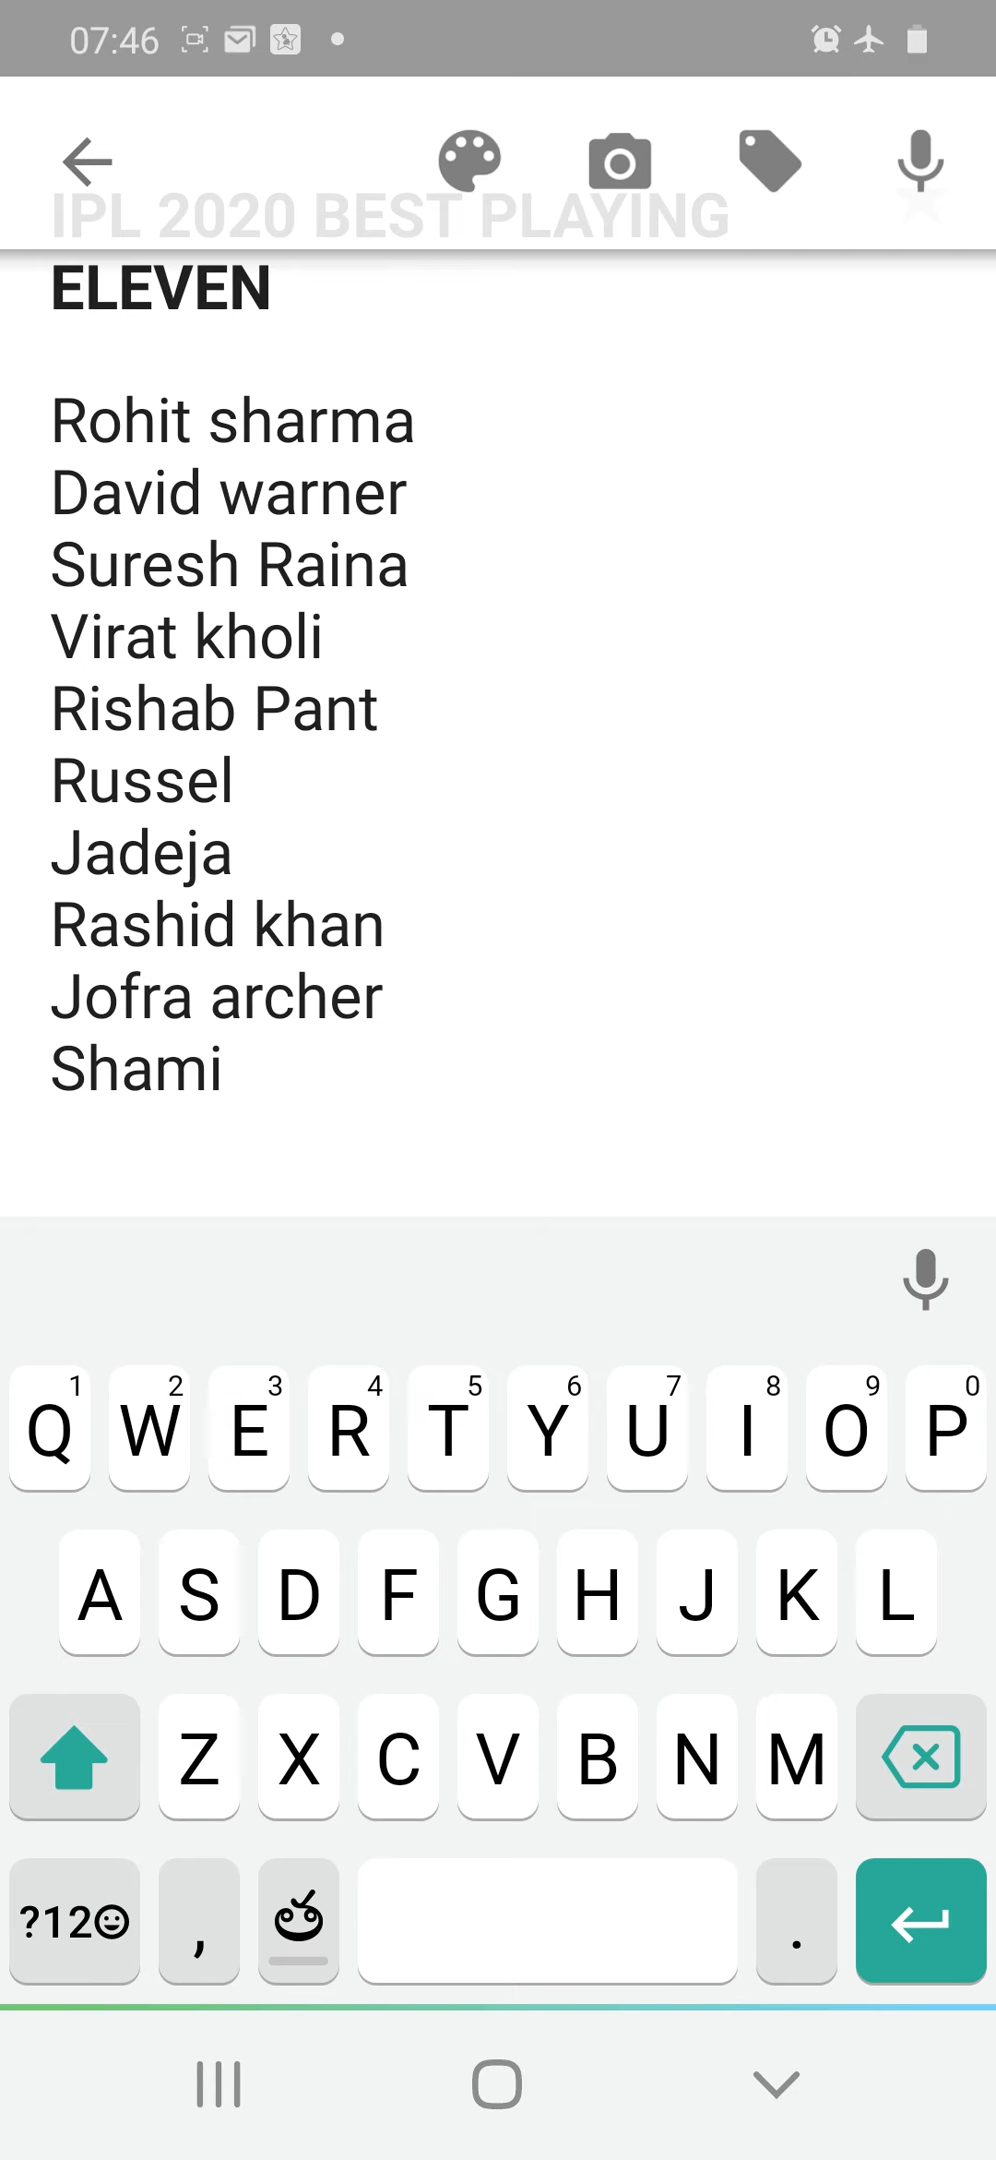 07:46
IPL 2020 BEST PLAYING
ELEVEN
Rohit sharma
David warner
Suresh Raina
Virat kholi
Rishab Pant
Russel
Jadeja
Rashid khan
Jofra archer
Shami
1 2 3 4 5 6 7 8 9 0
Q W E R T Y U I O P
A S D F G H J K L
Z X C V B N M
?12☺ , త .